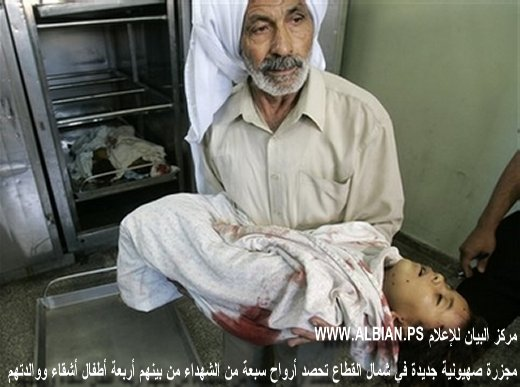 مركز البيان للإعلام WWW.ALBIAN.PS
مجزرة صهيونية جديدة فى شمال القطاع تحصد أرواح سبعة من الشهداء من بينهم أربعة أطفال أشقاء ووالدتهم